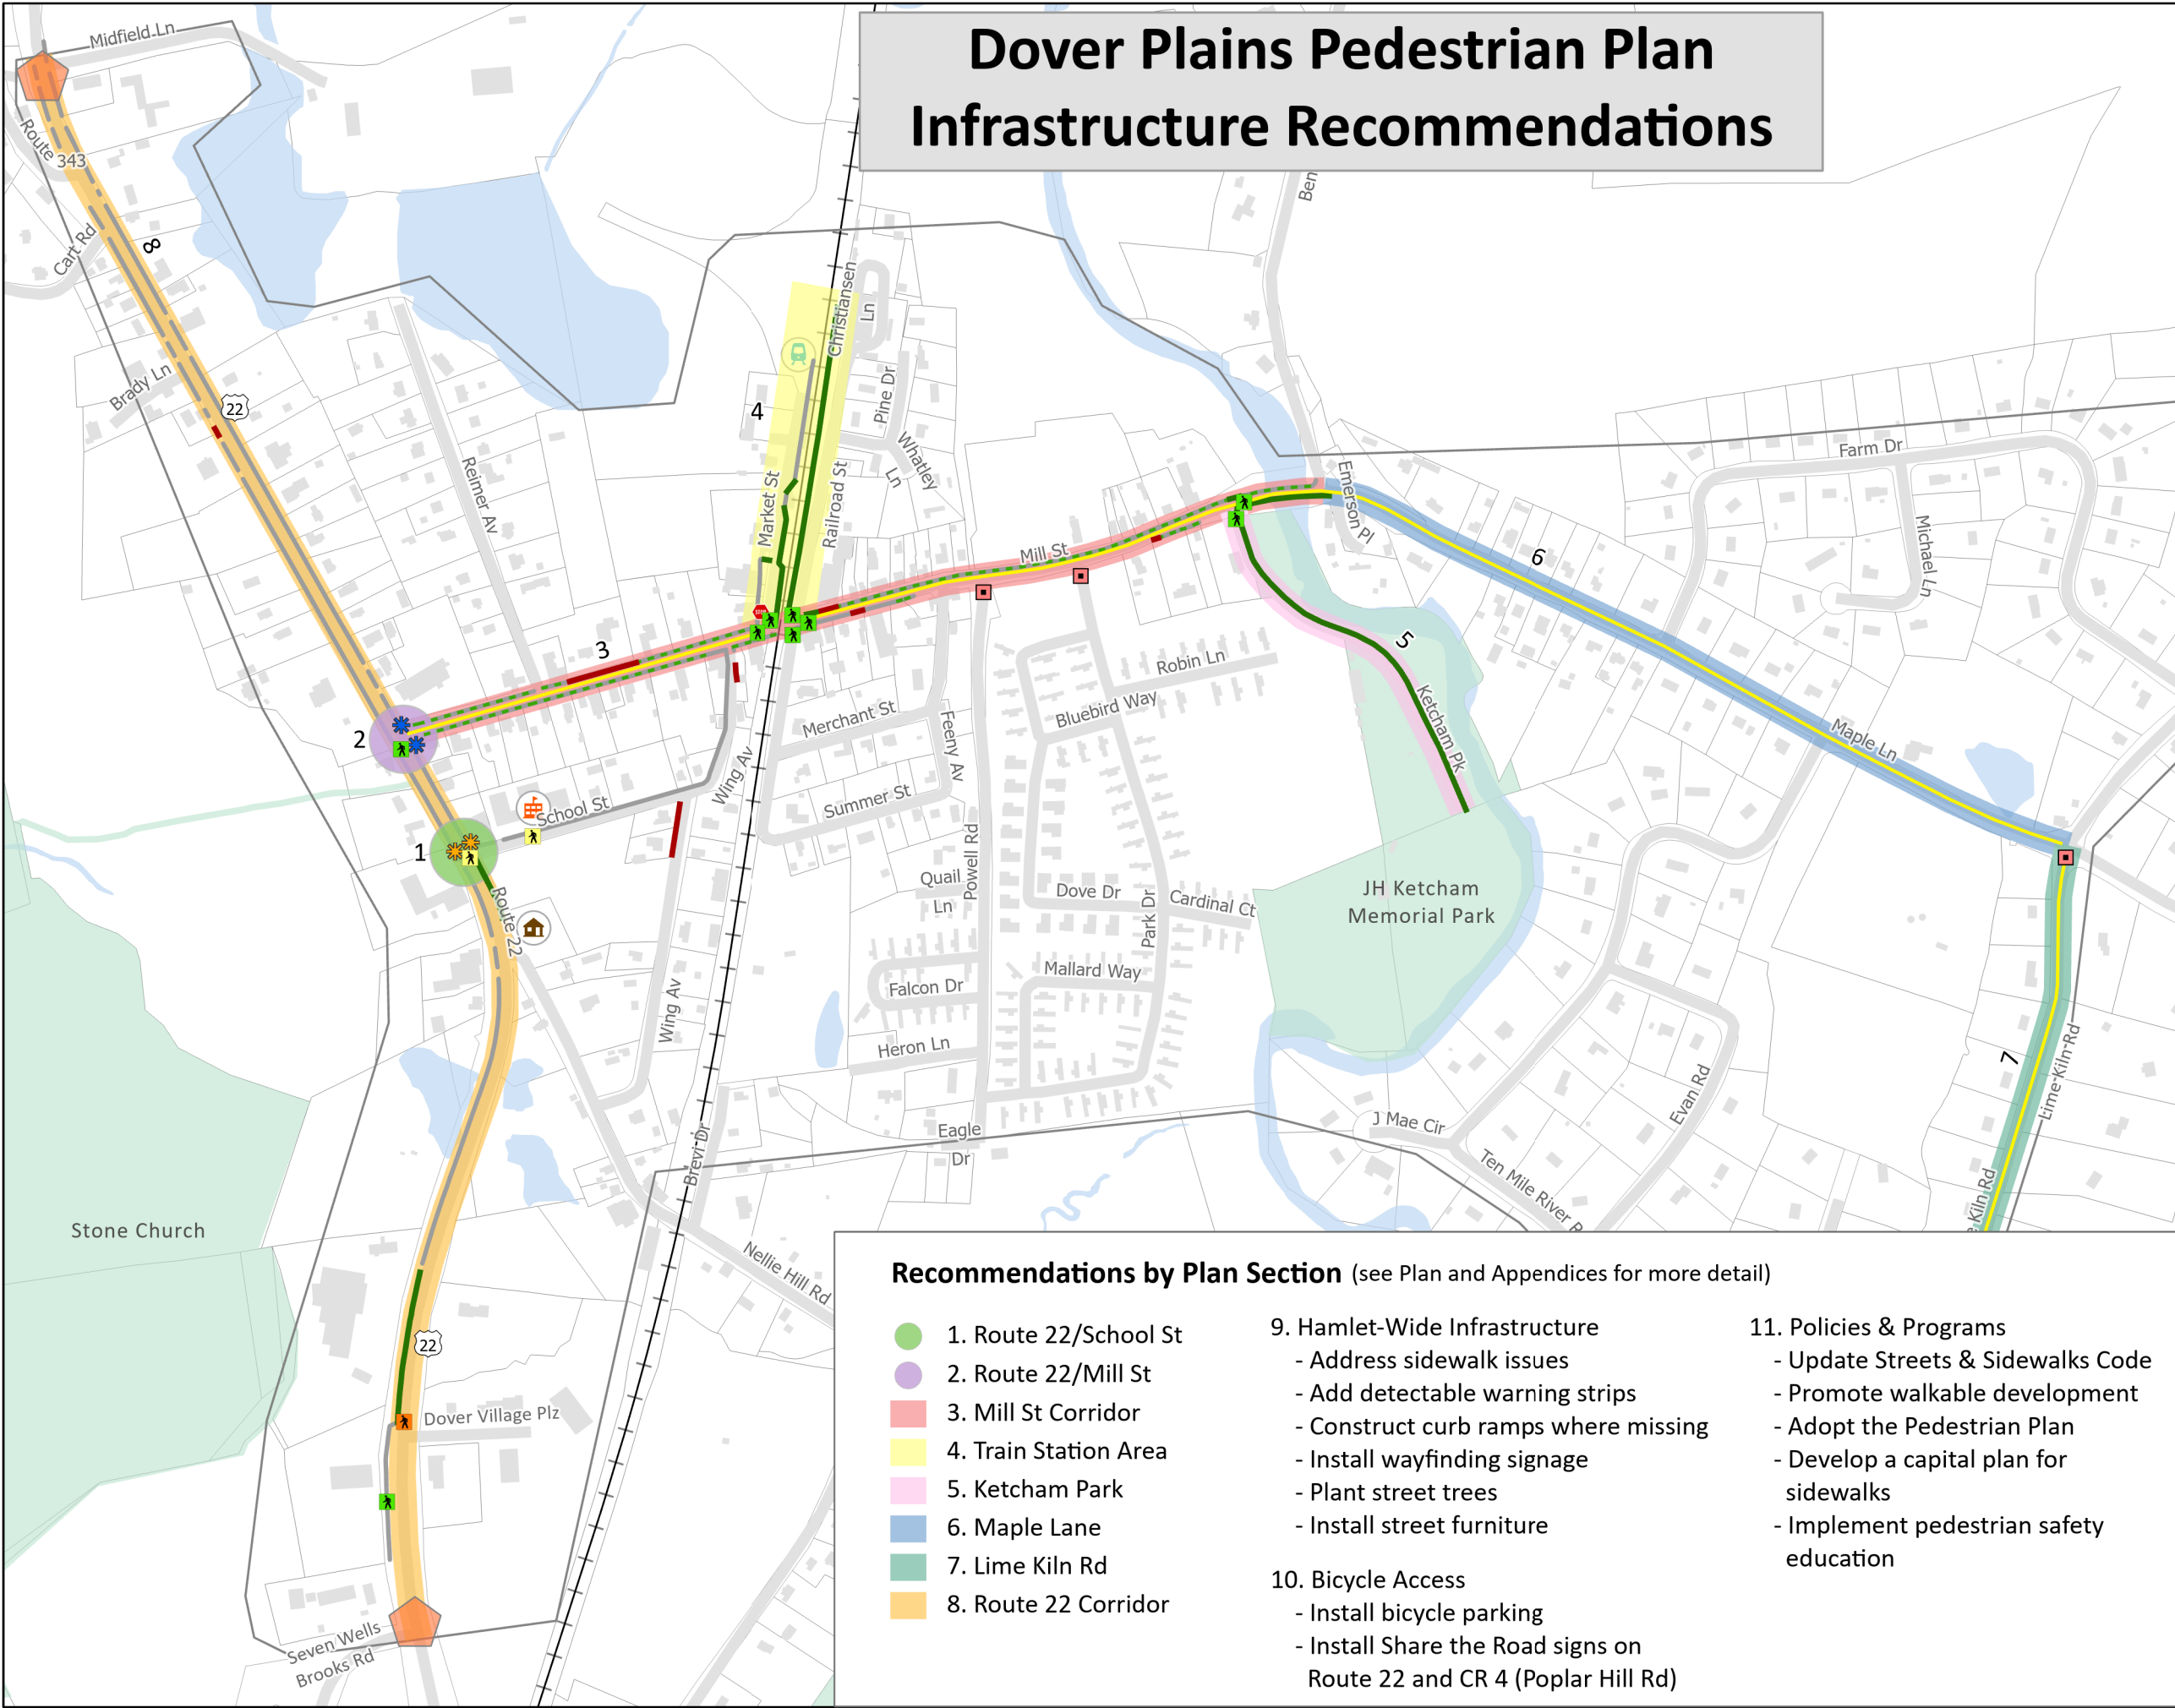 Dover Plains Pedestrian Plan
Infrastructure Recommendations
Midfield Ln
Route 343
Cart Rd
8
Brady Ln
22
Reimer Av
Christiansen
Ln
Pine Dr
Whatley
Ln
4
Market St
Railroad St
Ben
Emerson Pl
Farm Dr
Michael Ln
Mill St
STOP
3
6
5
Robin Ln
Bluebird Way
Ketcham Pk
Maple Ln
2
Merchant St
Feeny Av
Wing Av
Summer St
School St
1
Route 22
Powell Rd
Quail
Ln
Dove Dr
Cardinal Ct
Park Dr
JH Ketcham
Memorial Park
Mallard Way
Falcon Dr
Wing Av
Heron Ln
7
Lime Kiln Rd
Evan Rd
J Mae Cir
Ten Mile River R
Eagle
Dr
Brevi Dr
e Kiln Rd
Stone Church
Nellie Hill Rd
22
Dover Village Plz
Seven Wells
Brooks Rd
Recommendations by Plan Section (see Plan and Appendices for more detail)
1. Route 22/School St
2. Route 22/Mill St
3. Mill St Corridor
4. Train Station Area
5. Ketcham Park
6. Maple Lane
7. Lime Kiln Rd
8. Route 22 Corridor
9. Hamlet-Wide Infrastructure
- Address sidewalk issues
- Add detectable warning strips
- Construct curb ramps where missing
- Install wayfinding signage
- Plant street trees
- Install street furniture
10. Bicycle Access
- Install bicycle parking
- Install Share the Road signs on
Route 22 and CR 4 (Poplar Hill Rd)
11. Policies & Programs
- Update Streets & Sidewalks Code
- Promote walkable development
- Adopt the Pedestrian Plan
- Develop a capital plan for
sidewalks
- Implement pedestrian safety
education